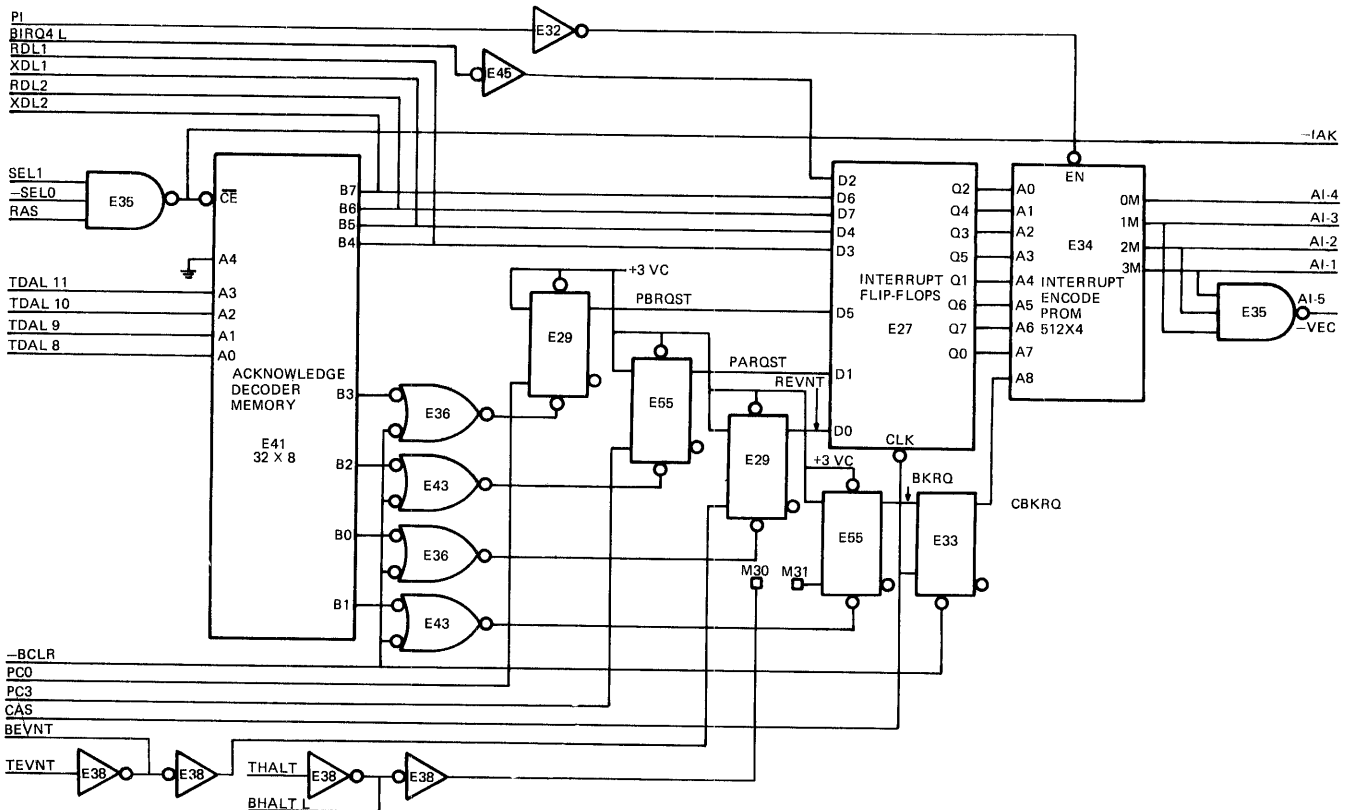 PI
BIRQ4 L
RDL1
XDL1
RDL2
XDL2
E32
E45
-IAK
SEL1
-SEL0
RAS
E35
CE
A4
TDAL 11
TDAL 10
TDAL 9
TDAL 8
A3
A2
A1
A0
ACKNOWLEDGE
DECODER
MEMORY
E41
32 X 8
B7
B6
B5
B4
B3
B2
B0
B1
E36
E43
E36
E43
+3 VC
PBRQST
E29
PARQST
E55
REVNT
E29
+3 VC
E55
BKRQ
E33
CBKRQ
M30
M31
D2
D6
D7
D4
D3
D5
D1
D0
INTERRUPT
FLIP-FLOPS
E27
CLK
Q2
Q4
Q3
Q5
Q1
Q6
Q7
Q0
A0
A1
A2
A3
A4
A5
A6
A7
A8
EN
E34
INTERRUPT
ENCODE
PROM
512X4
0M
1M
2M
3M
AI-4
AI-3
AI-2
AI-1
E35
AI-5
-VEC
-BCLR
PC0
PC3
CAS
BEVNT
TEVNT
E38
E38
THALT
E38
E38
BHALT L